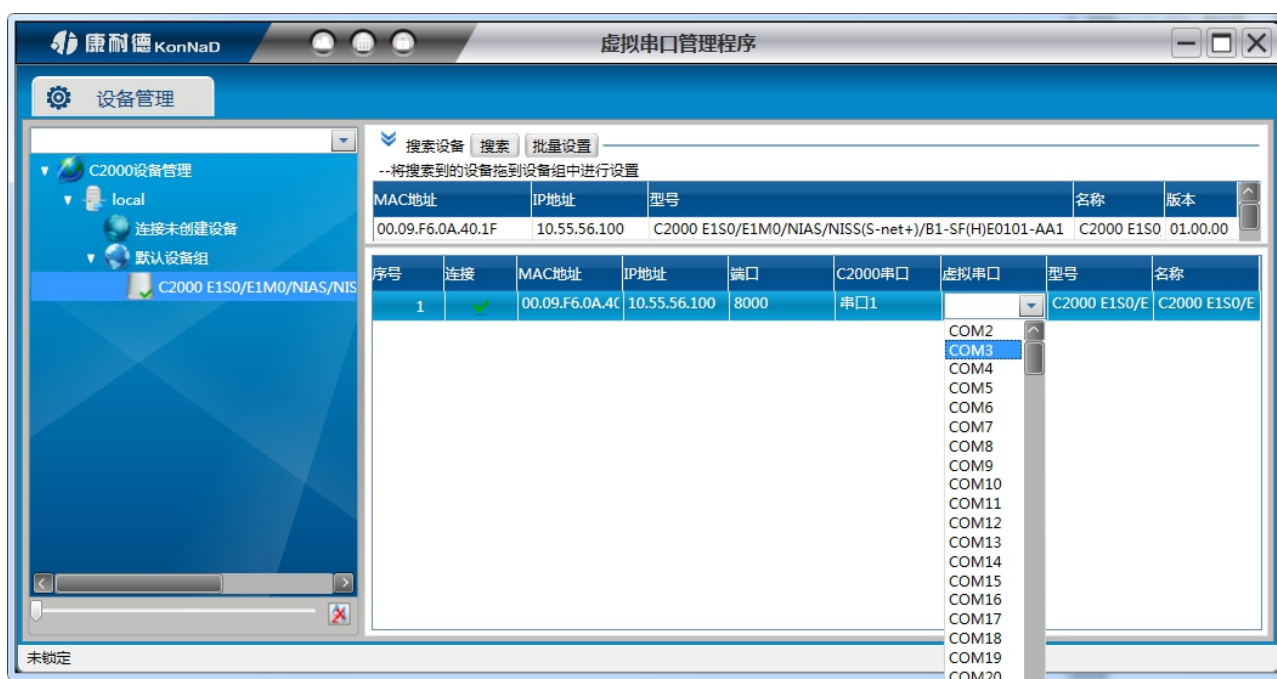 康耐德 KonNaD
虚拟串口管理程序
设备管理
C2000设备管理
local
连接未创建设备
默认设备组
C2000 E1S0/E1M0/NIAS/NIS
搜索设备 搜索 批量设置
--将搜索到的设备拖到设备组中进行设置
MAC地址 IP地址 型号 名称 版本
00.09.F6.0A.40.1F 10.55.56.100 C2000 E1S0/E1M0/NIAS/NISS(S-net+)/B1-SF(H)E0101-AA1 C2000 E1S0 01.00.00
序号 连接 MAC地址 IP地址 端口 C2000串口 虚拟串口 型号 名称
1 00.09.F6.0A.4( 10.55.56.100 8000 串口1 C2000 E1S0/E C2000 E1S0/E
COM2
COM3
COM4
COM5
COM6
COM7
COM8
COM9
COM10
COM11
COM12
COM13
COM14
COM15
COM16
COM17
COM18
COM19
COM20
未锁定